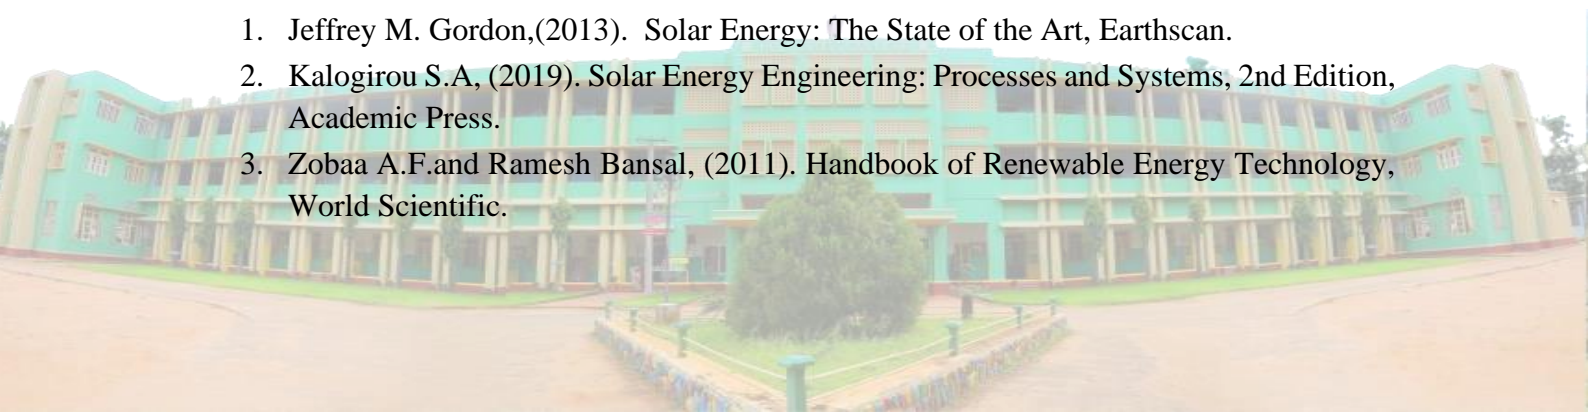 1. Jeffrey M. Gordon,(2013). Solar Energy: The State of the Art, Earthscan.
2. Kalogirou S.A, (2019). Solar Energy Engineering: Processes and Systems, 2nd Edition,
Academic Press.
3. Zobaa A.F.and Ramesh Bansal, (2011). Handbook of Renewable Energy Technology,
World Scientific.